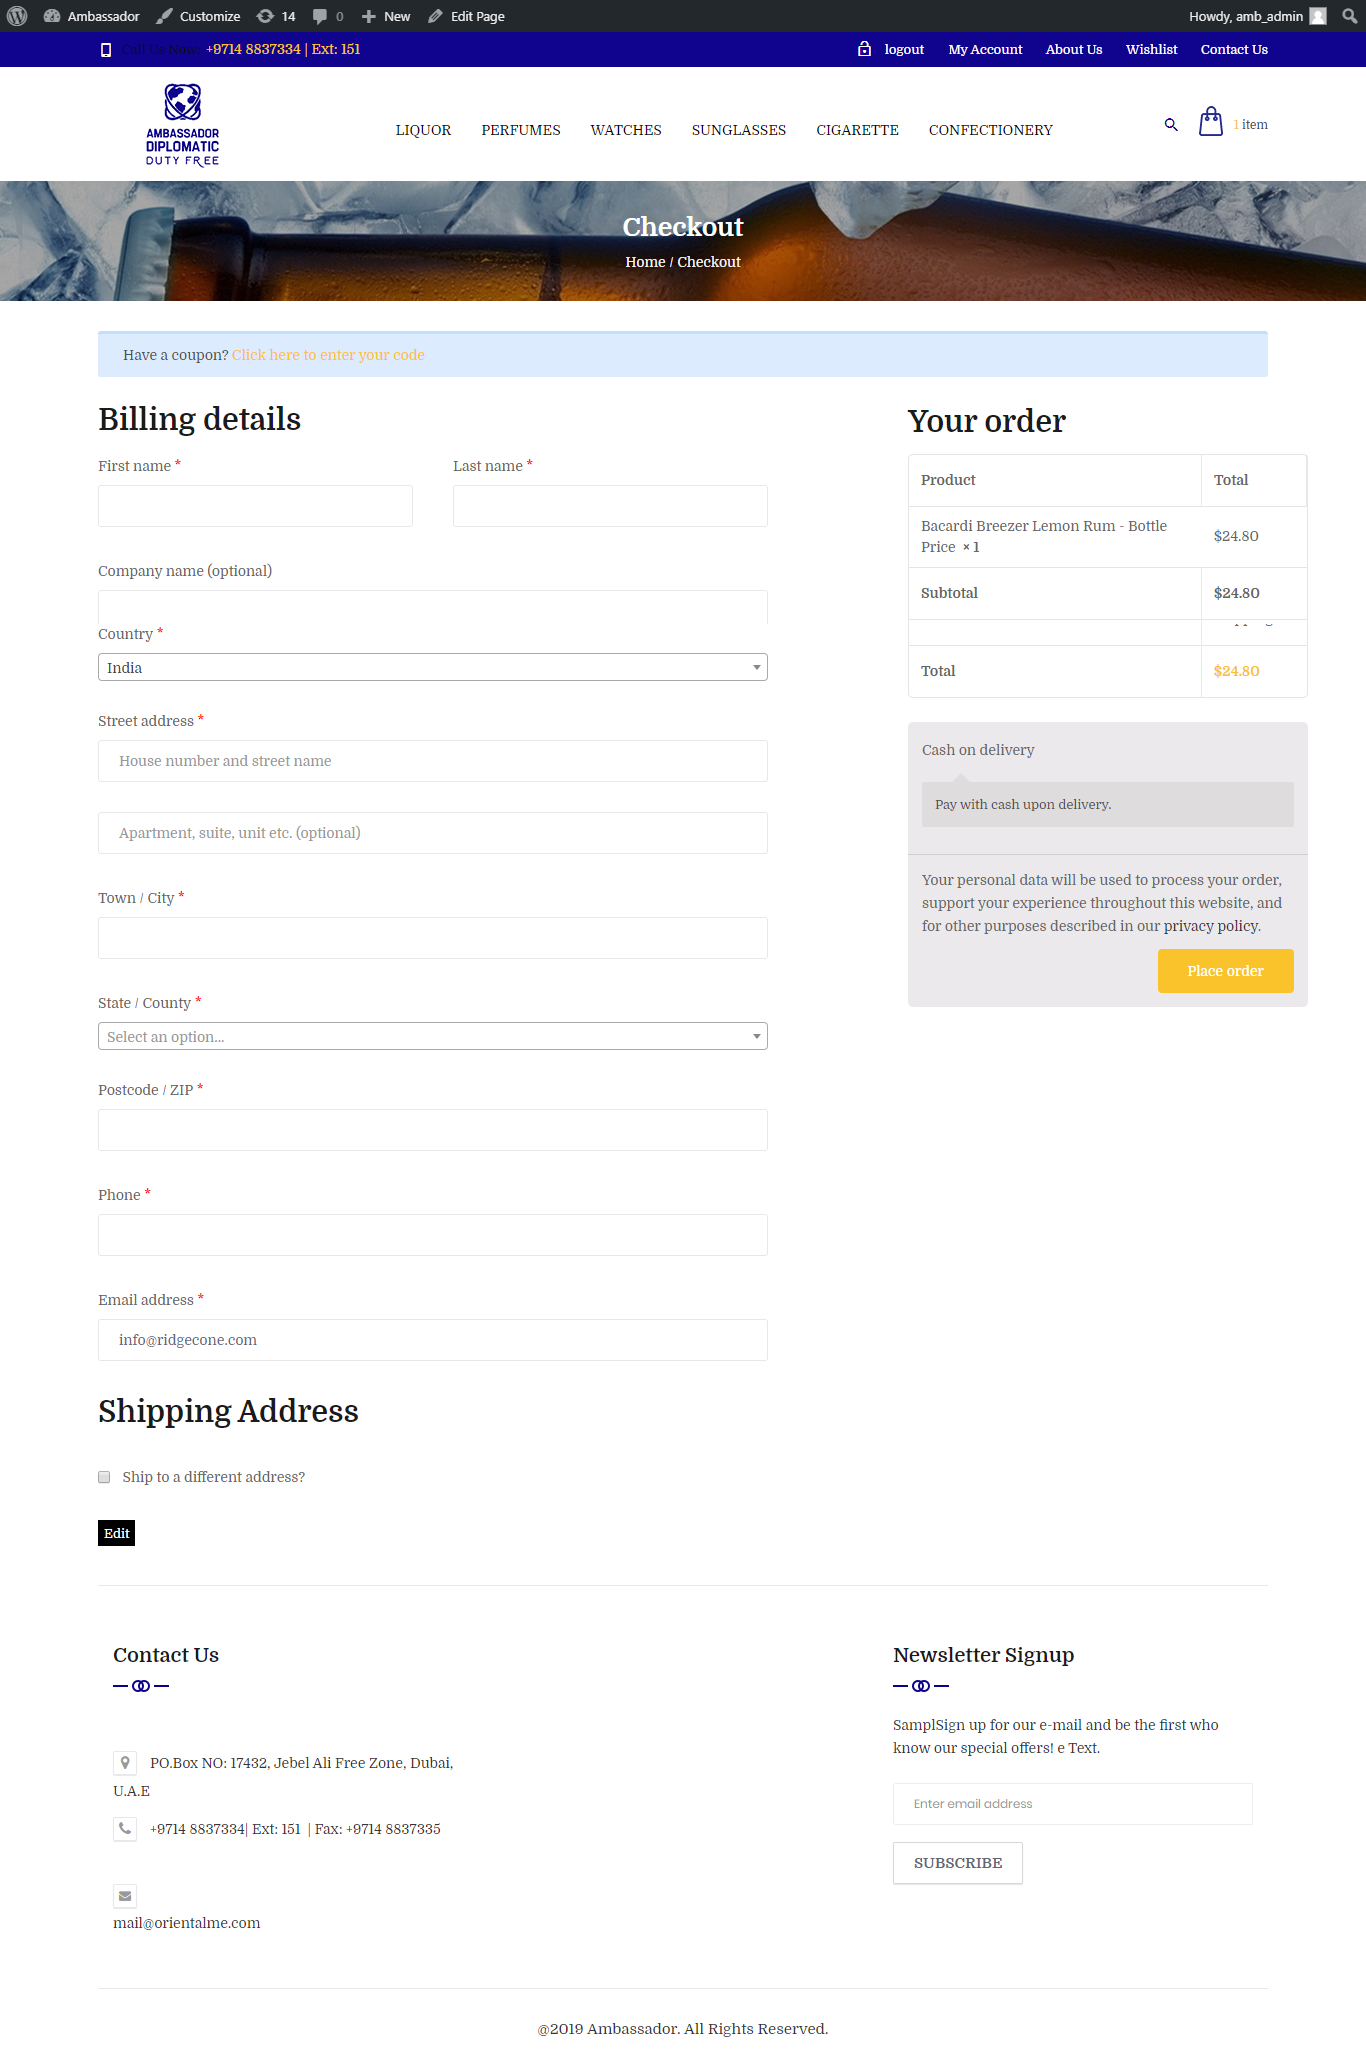 Ambassador Customize 14 0 New Edit Page Howdy, amb_admin
Call Us Now: +9714 8837334 | Ext: 151 logout My Account About Us Wishlist Contact Us
AMBASSADOR
DIPLOMATIC
DUTY FREE
LIQUOR PERFUMES WATCHES SUNGLASSES CIGARETTE CONFECTIONERY 1 item
Checkout
Home / Checkout
Have a coupon? Click here to enter your code
Billing details
First name * Last name *
Company name (optional)
Country *
India
Street address *
House number and street name
Apartment, suite, unit etc. (optional)
Town / City *
State / County *
Select an option...
Postcode / ZIP *
Phone *
Email address *
info@ridgecone.com
Your order
Product Total
Bacardi Breezer Lemon Rum - Bottle
Price × 1 $24.80
Subtotal $24.80
Total $24.80
Cash on delivery
Pay with cash upon delivery.
Your personal data will be used to process your order,
support your experience throughout this website, and
for other purposes described in our privacy policy.
Place order
Shipping Address
Ship to a different address?
Edit
Contact Us
PO.Box NO: 17432, Jebel Ali Free Zone, Dubai,
U.A.E
+9714 8837334| Ext: 151 | Fax: +9714 8837335
mail@orientalme.com
Newsletter Signup
SamplSign up for our e-mail and be the first who
know our special offers! e Text.
Enter email address
SUBSCRIBE
@2019 Ambassador. All Rights Reserved.